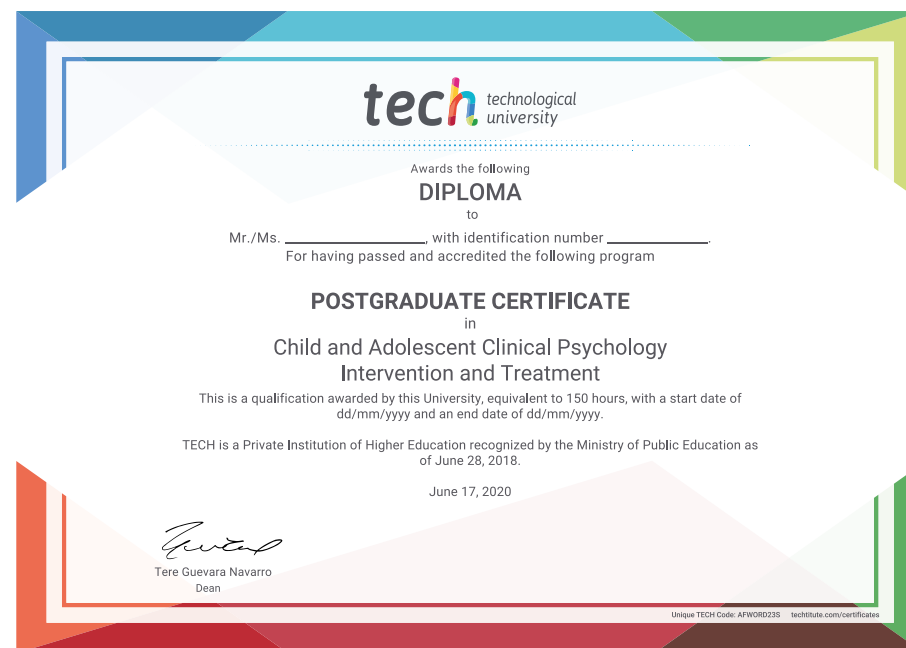 tech technological
university
Awards the following
DIPLOMA
to
Mr./Ms. ____________________, with identification number ______________.
For having passed and accredited the following program
POSTGRADUATE CERTIFICATE
in
Child and Adolescent Clinical Psychology
Intervention and Treatment
This is a qualification awarded by this University, equivalent to 150 hours, with a start date of
dd/mm/yyyy and an end date of dd/mm/yyyy.
TECH is a Private Institution of Higher Education recognized by the Ministry of Public Education as
of June 28, 2018.
June 17, 2020
Tere Guevara Navarro
Dean
Unique TECH Code: AFWORD23S techtitute.com/certificates